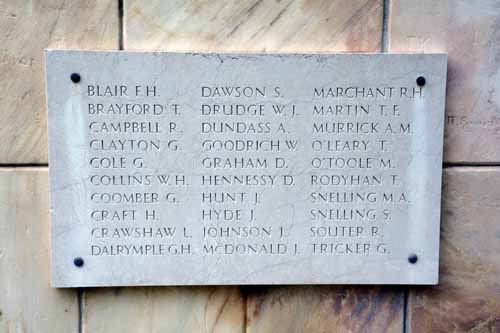 BLAIR F.H.
BRAYFORD T.
CAMPBELL R.
CLAYTON G.
COLE G.
COLLINS W.H.
COOMBER G.
CRAFT H.
CRAWSHAW L.
DALRYMPLE G.H.
DAWSON S.
DRUDGE W.J.
DUNDASS A.
GOODRICH W.
GRAHAM D.
HENNESSY D.
HUNT J.
HYDE J.
JOHNSON J.
MCDONALD J.
MARCHANT R.H.
MARTIN T.F.
MURRICK A.M.
O'LEARY T.
O'TOOLE M.
RODYHAN T.
SNELLING M.A.
SNELLING S.
SOUTER R.
TRICKER G.